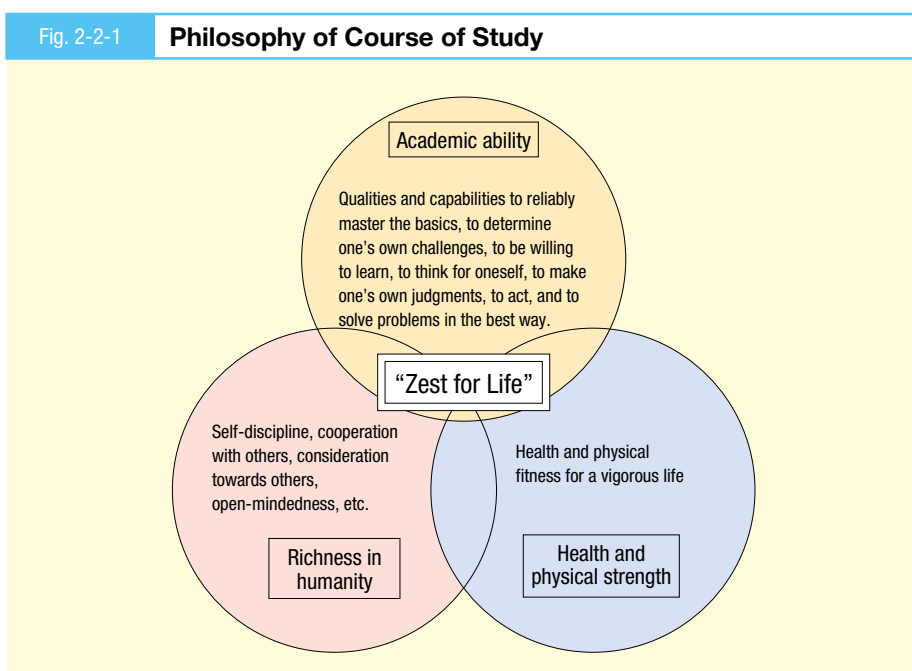 Fig. 2-2-1
Philosophy of Course of Study
Academic ability
Qualities and capabilities to reliably
master the basics, to determine
one's own challenges, to be willing
to learn, to think for oneself, to make
one's own judgments, to act, and to
solve problems in the best way.
“Zest for Life”
Self-discipline, cooperation
with others, consideration
towards others,
open-mindedness, etc.
Richness in
humanity
Health and physical
fitness for a vigorous life
Health and
physical strength